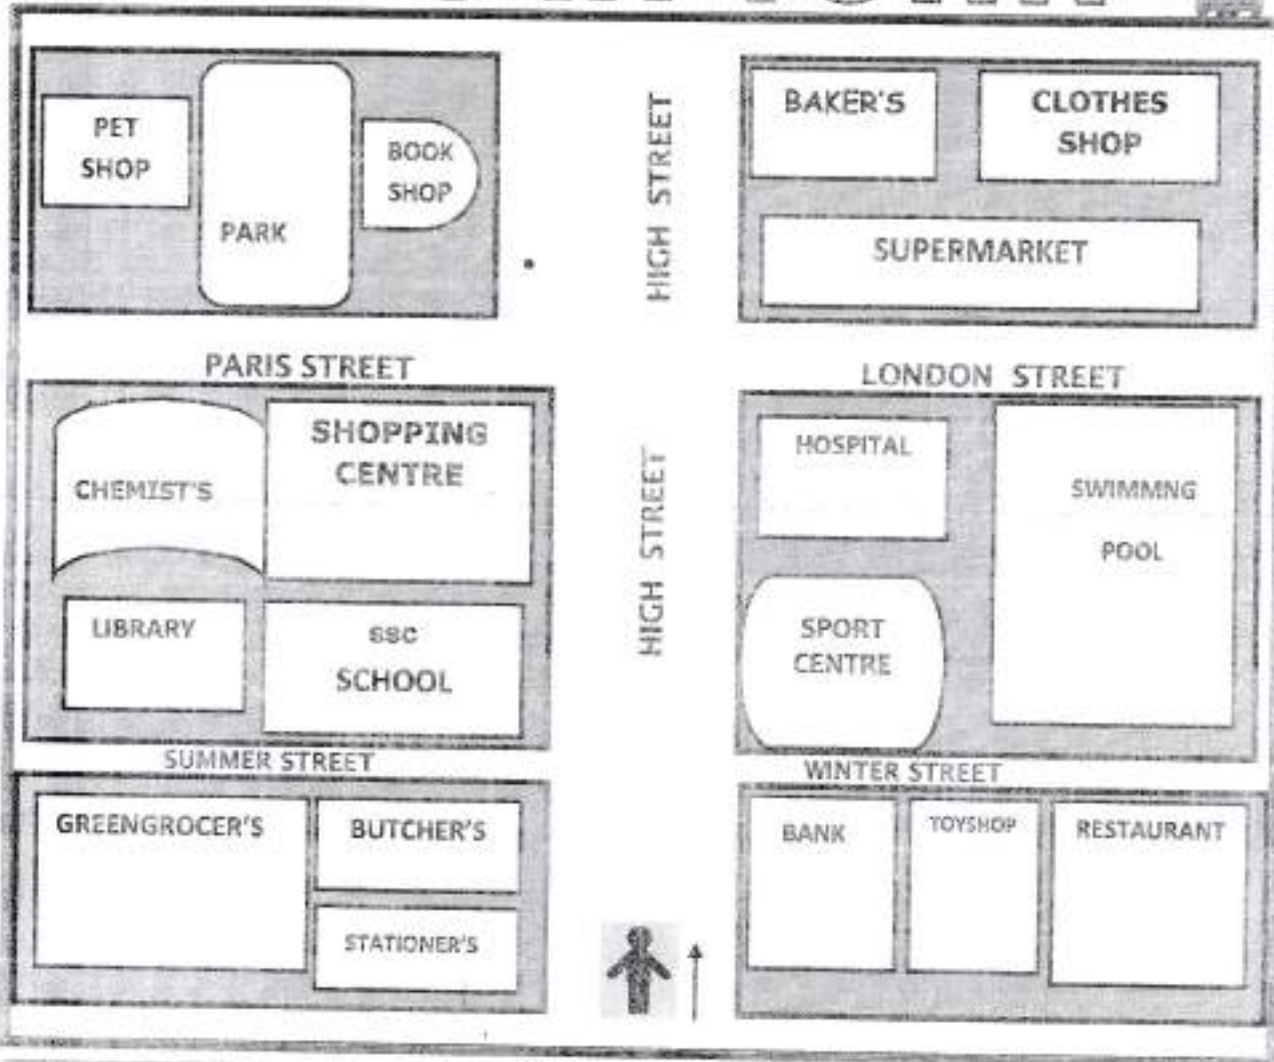 PET
SHOP
PARK
BOOK
SHOP
HIGH STREET
BAKER'S
CLOTHES
SHOP
SUPERMARKET
PARIS STREET
LONDON STREET
CHEMIST'S
SHOPPING
CENTRE
LIBRARY
SSC
SCHOOL
HIGH STREET
HOSPITAL
SWIMMNG
POOL
SPORT
CENTRE
SUMMER STREET
WINTER STREET
GREENGROCER'S
BUTCHER'S
STATIONER'S
BANK
TOYSHOP
RESTAURANT